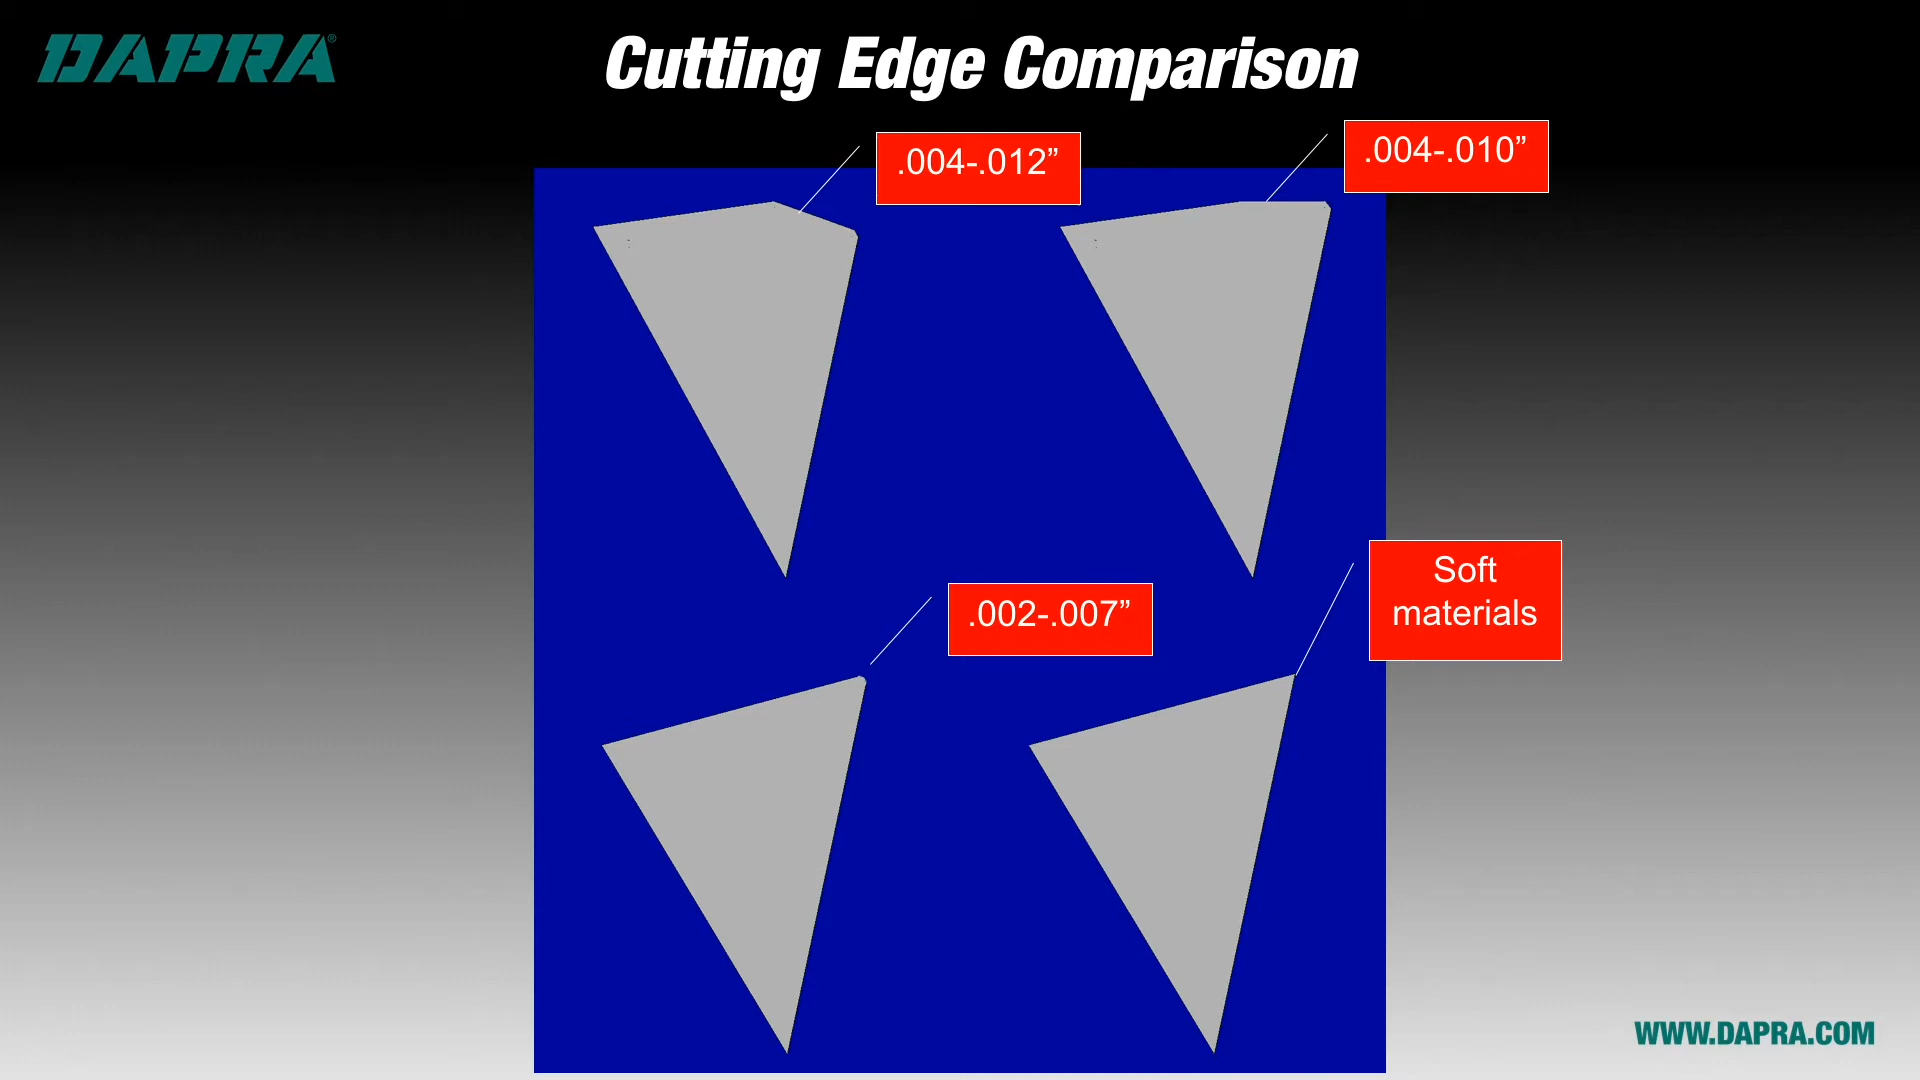 DAPRA®
Cutting Edge Comparison
.004-.012”
.004-.010”
.002-.007”
Soft
materials
WWW.DAPRA.COM